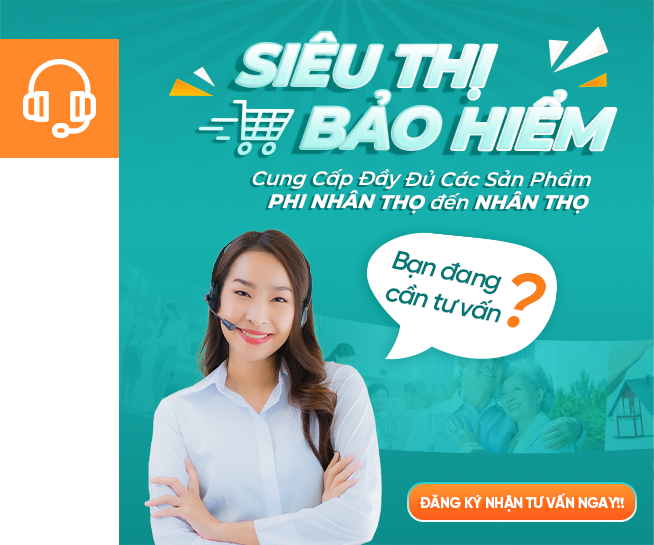 SIÊU THỊ
BẢO HIỂM
Cung Cấp Đầy Đủ Các Sản Phẩm
PHI NHÂN THỌ đến NHÂN THỌ
Bạn đang
cần tư vấn ?
ĐĂNG KÝ NHẬN TƯ VẤN NGAY!!